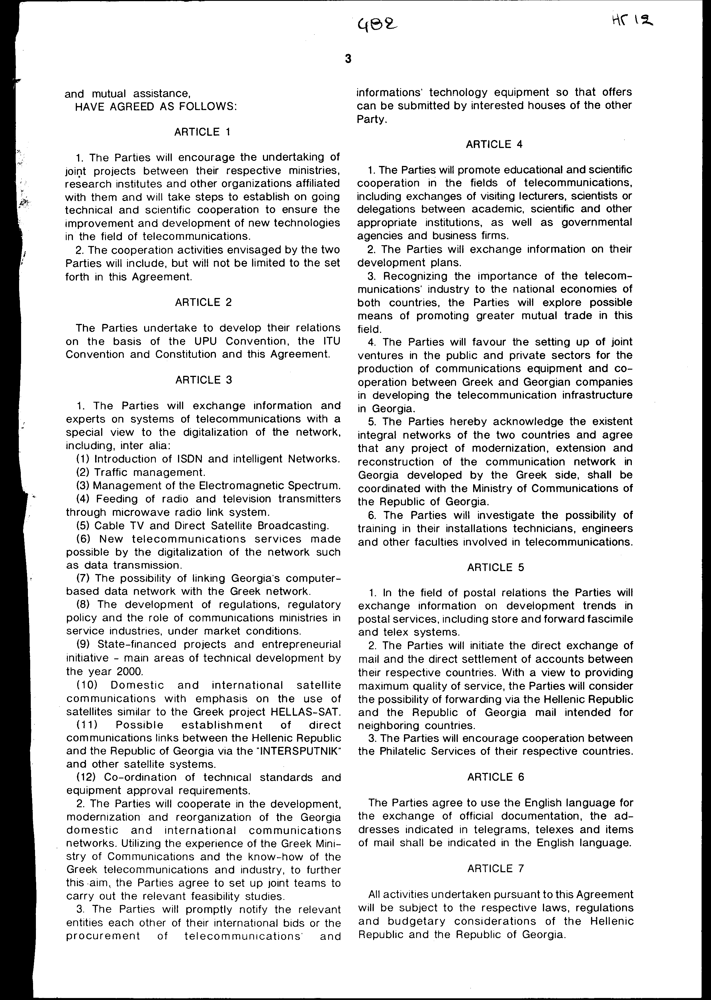 482
3
and mutual assistance,
HAVE AGREED AS FOLLOWS:
ARTICLE 1
1. The Parties will encourage the undertaking of
joint projects between their respective ministries,
research institutes and other organizations affiliated
with them and will take steps to establish on going
technical and scientific cooperation to ensure the
improvement and development of new technologies
in the field of telecommunications.
2. The cooperation activities envisaged by the two
Parties will include, but will not be limited to the set
forth in this Agreement.
ARTICLE 2
The Parties undertake to develop their relations
on the basis of the UPU Convention, the ITU
Convention and Constitution and this Agreement.
ARTICLE 3
1. The Parties will exchange information and
experts on systems of telecommunications with a
special view to the digitalization of the network,
including, inter alia:
(1) Introduction of ISDN and intelligent Networks.
(2) Traffic management.
(3) Management of the Electromagnetic Spectrum.
(4) Feeding of radio and television transmitters
through microwave radio link system.
(5) Cable TV and Direct Satellite Broadcasting.
(6) New telecommunications services made
possible by the digitalization of the network such
as data transmission.
(7) The possibility of linking Georgia's computer-
based data network with the Greek network.
(8) The development of regulations, regulatory
policy and the role of communications ministries in
service industries, under market conditions.
(9) State-financed projects and entrepreneurial
initiative - main areas of technical development by
the year 2000.
(10) Domestic and international satellite
communications with emphasis on the use of
satellites similar to the Greek project HELLAS-SAT.
(11) Possible establishment of direct
communications links between the Hellenic Republic
and the Republic of Georgia via the "INTERSPUTNIK"
and other satellite systems.
(12) Co-ordination of technical standards and
equipment approval requirements.
2. The Parties will cooperate in the development,
modernization and reorganization of the Georgia
domestic and international communications
networks. Utilizing the experience of the Greek Mini-
stry of Communications and the know-how of the
Greek telecommunications and industry, to further
this aim, the Parties agree to set up joint teams to
carry out the relevant feasibility studies.
3. The Parties will promptly notify the relevant
entities each other of their international bids or the
procurement of telecommunications' and
informations' technology equipment so that offers
can be submitted by interested houses of the other
Party.
ARTICLE 4
1. The Parties will promote educational and scientific
cooperation in the fields of telecommunications,
including exchanges of visiting lecturers, scientists or
delegations between academic, scientific and other
appropriate institutions, as well as governmental
agencies and business firms.
2. The Parties will exchange information on their
development plans.
3. Recognizing the importance of the telecom-
munications' industry to the national economies of
both countries, the Parties will explore possible
means of promoting greater mutual trade in this
field.
4. The Parties will favour the setting up of joint
ventures in the public and private sectors for the
production of communications equipment and co-
operation between Greek and Georgian companies
in developing the telecommunication infrastructure
in Georgia.
5. The Parties hereby acknowledge the existent
integral networks of the two countries and agree
that any project of modernization, extension and
reconstruction of the communication network in
Georgia developed by the Greek side, shall be
coordinated with the Ministry of Communications of
the Republic of Georgia.
6. The Parties will investigate the possibility of
training in their installations technicians, engineers
and other faculties involved in telecommunications.
ARTICLE 5
1. In the field of postal relations the Parties will
exchange information on development trends in
postal services, including store and forward fascimile
and telex systems.
2. The Parties will initiate the direct exchange of
mail and the direct settlement of accounts between
their respective countries. With a view to providing
maximum quality of service, the Parties will consider
the possibility of forwarding via the Hellenic Republic
and the Republic of Georgia mail intended for
neighboring countries.
3. The Parties will encourage cooperation between
the Philatelic Services of their respective countries.
ARTICLE 6
The Parties agree to use the English language for
the exchange of official documentation, the ad-
dresses indicated in telegrams, telexes and items
of mail shall be indicated in the English language.
ARTICLE 7
All activities undertaken pursuant to this Agreement
will be subject to the respective laws, regulations
and budgetary considerations of the Hellenic
Republic and the Republic of Georgia.